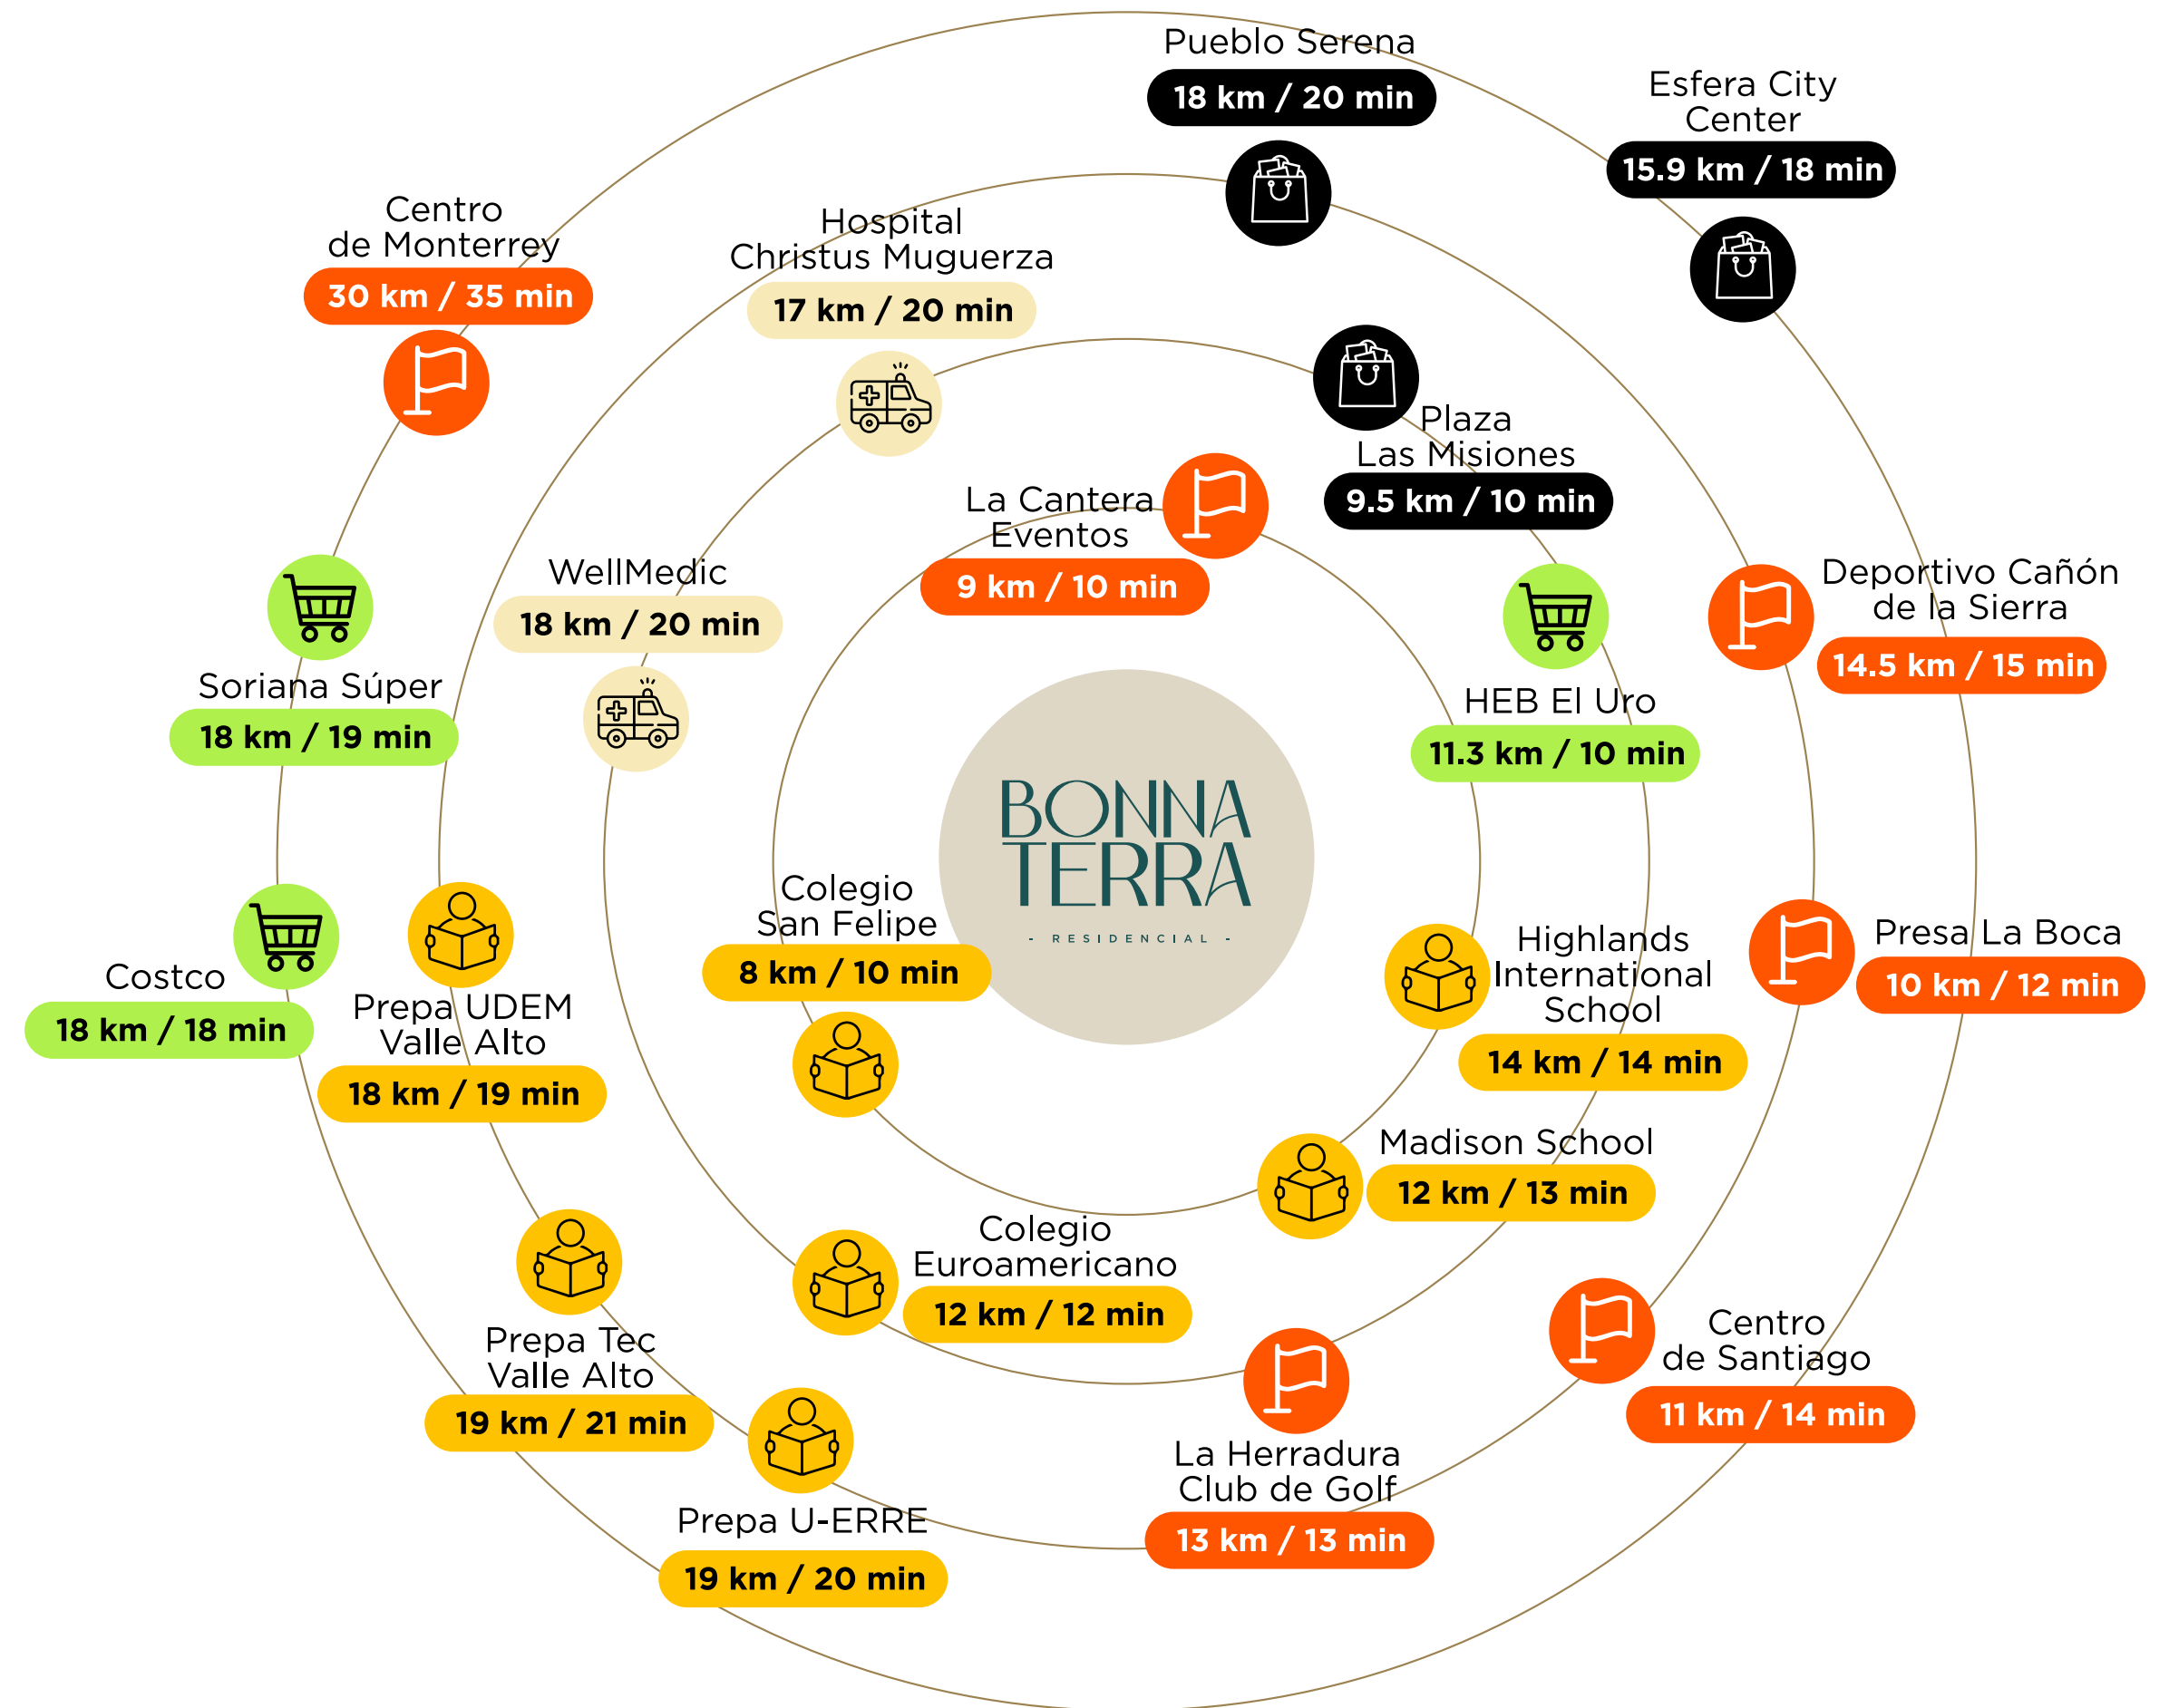 Pueblo Serena
18 km / 20 min
Esfera City
Center
15.9 km / 18 min
Centro
de Monterrey
30 km / 35 min
Hospital
Christus Muguerza
17 km / 20 min
Plaza
Las Misiones
9.5 km / 10 min
La Cantera
Eventos
9 km / 10 min
WellMedic
18 km / 20 min
Deportivo Cañón
de la Sierra
14.5 km / 15 min
Soriana Súper
18 km / 19 min
HEB El Uro
11.3 km / 10 min
BONNA
TERRA
- RESIDENCIAL -
Colegio
San Felipe
8 km / 10 min
Highlands
International
School
14 km / 14 min
Presa La Boca
10 km / 12 min
Costco
18 km / 18 min
Prepa UDEM
Valle Alto
18 km / 19 min
Madison School
12 km / 13 min
Colegio
Euroamericano
12 km / 12 min
Prepa Tec
Valle Alto
19 km / 21 min
Centro
de Santiago
11 km / 14 min
La Herradura
Club de Golf
13 km / 13 min
Prepa U-ERRE
19 km / 20 min